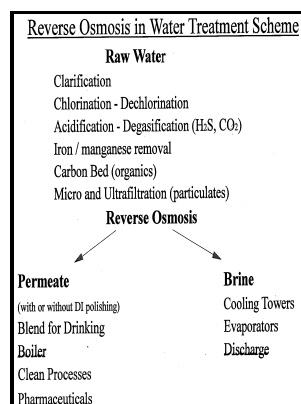 Reverse Osmosis in Water Treatment Scheme
Raw Water
Clarification
Chlorination - Dechlorination
Acidification - Degasification (H₂S, CO₂)
Iron / manganese removal
Carbon Bed (organics)
Micro and Ultrafiltration (particulates)
Reverse Osmosis
Permeate
(with or without DI polishing)
Blend for Drinking
Boiler
Clean Processes
Pharmaceuticals
Brine
Cooling Towers
Evaporators
Discharge